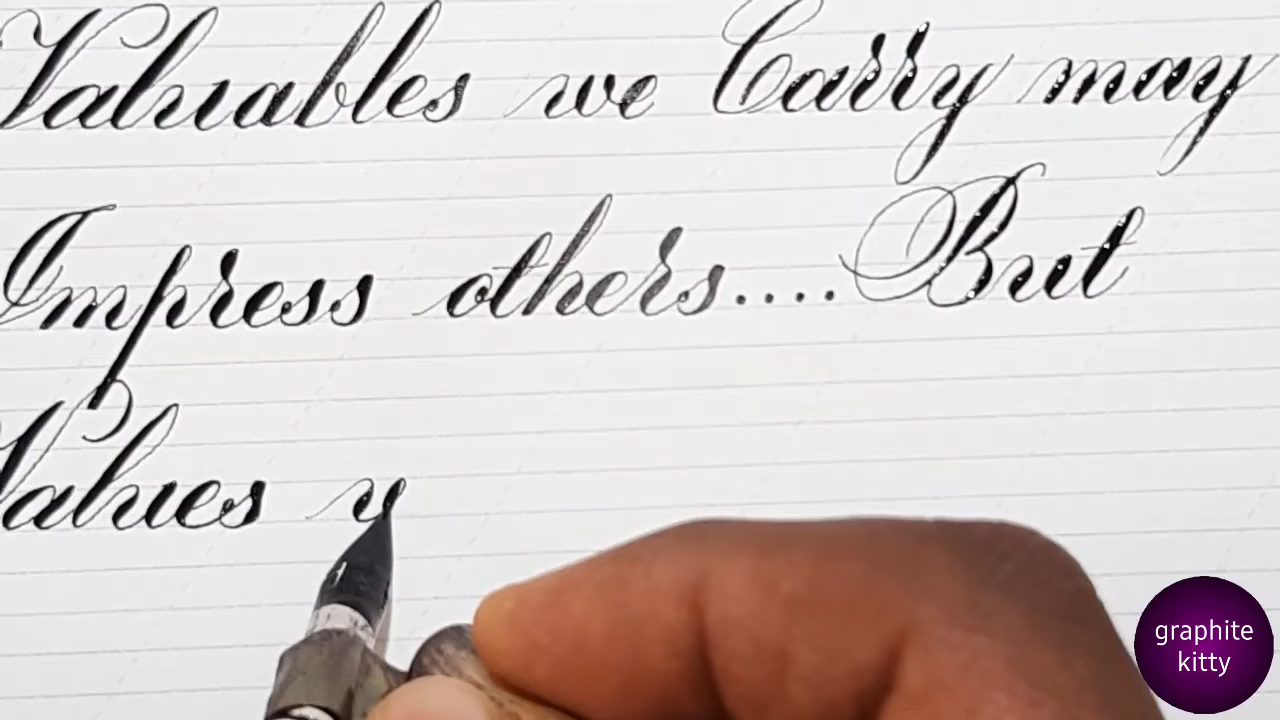 Valuables we Carry may
Impress others.... But
Values
graphite
kitty